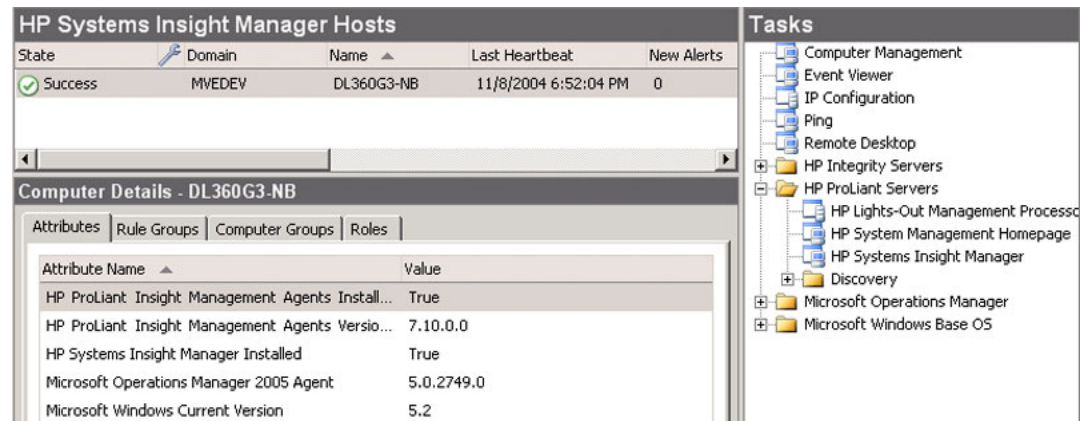 HP Systems Insight Manager Hosts
State Domain Name Last Heartbeat New Alerts
Success MVEDEV DL360G3-NB 11/8/2004 6:52:04 PM 0
Computer Details - DL360G3-NB
Attributes Rule Groups Computer Groups Roles
Attribute Name Value
HP ProLiant Insight Management Agents Install... True
HP ProLiant Insight Management Agents Versio... 7.10.0.0
HP Systems Insight Manager Installed True
Microsoft Operations Manager 2005 Agent 5.0.2749.0
Microsoft Windows Current Version 5.2
Tasks
Computer Management
Event Viewer
IP Configuration
Ping
Remote Desktop
HP Integrity Servers
HP ProLiant Servers
HP Lights-Out Management Processo
HP System Management Homepage
HP Systems Insight Manager
Discovery
Microsoft Operations Manager
Microsoft Windows Base OS